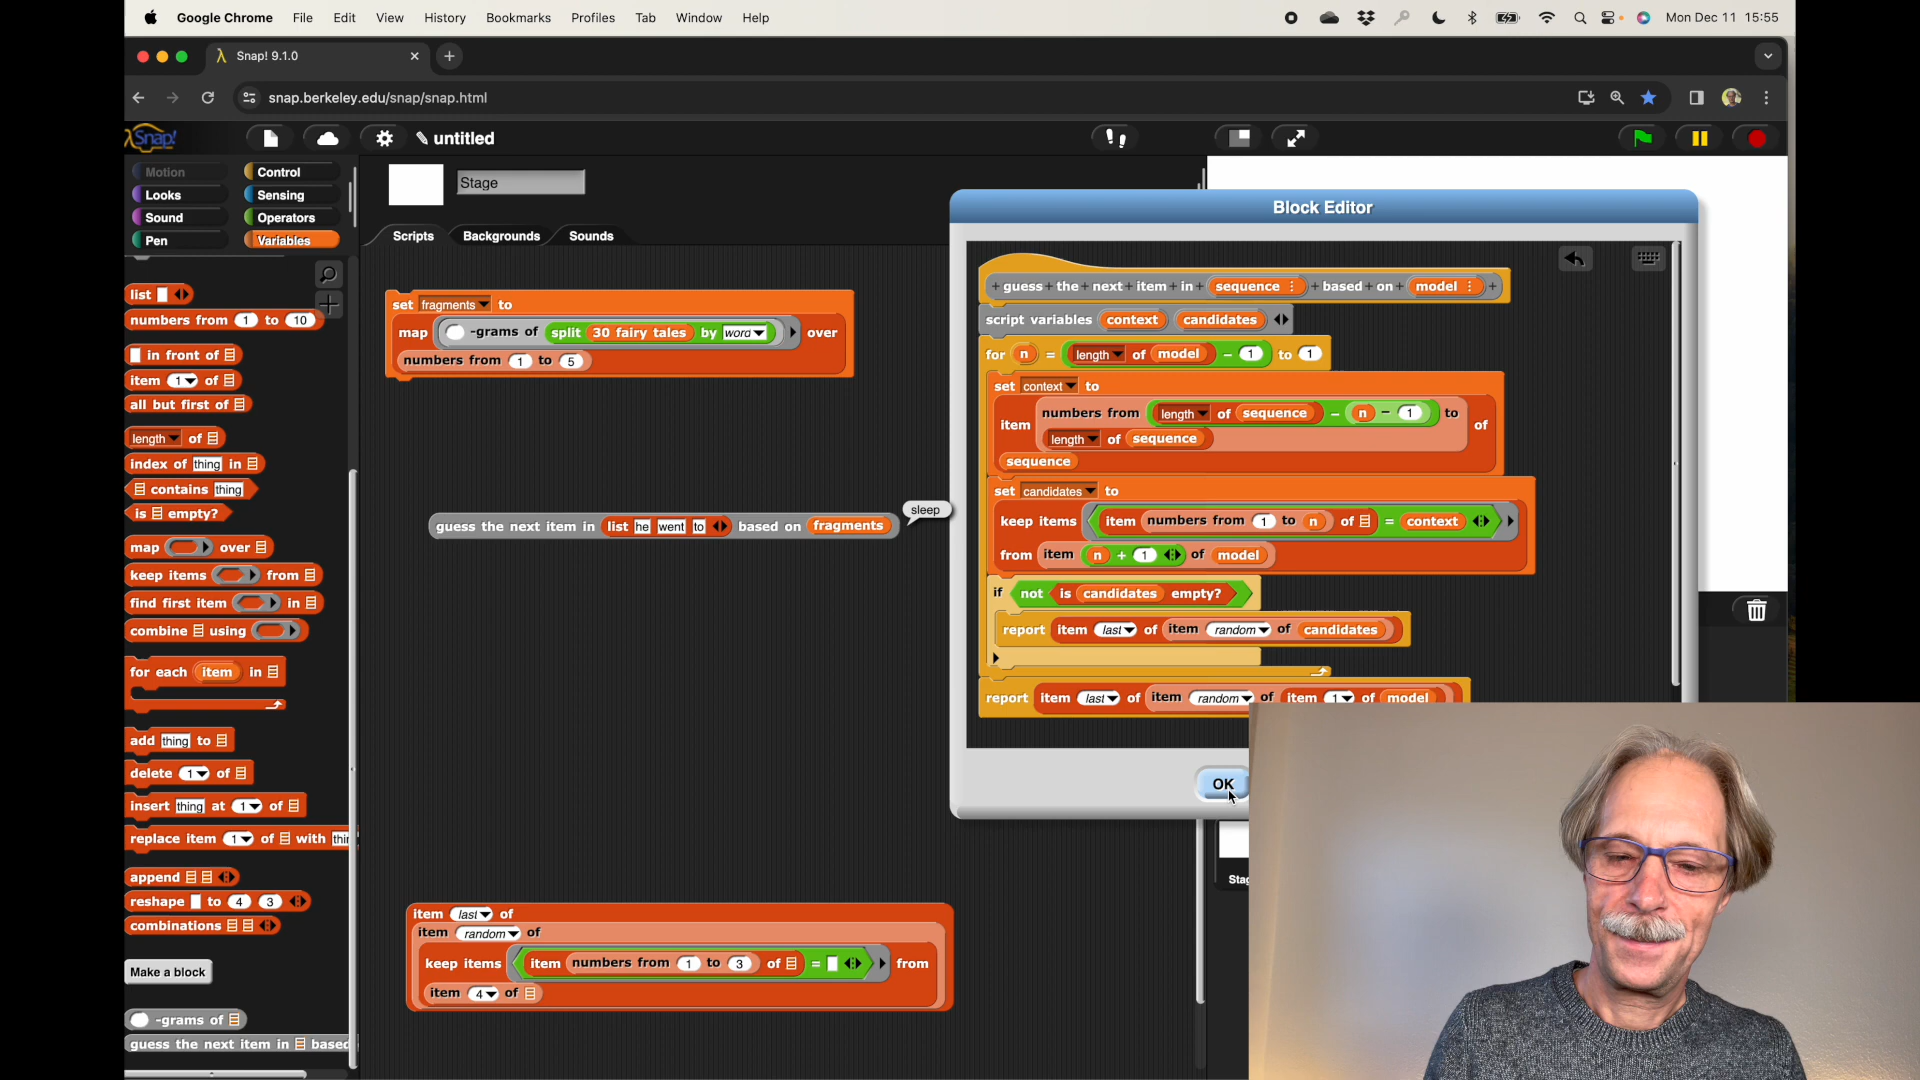 Google Chrome File Edit View History Bookmarks Profiles Tab Window Help Mon Dec 11 15:55
Snap! 9.1.0
snap.berkeley.edu/snap/snap.html
Snap! untitled
Motion Control
Looks Sensing
Sound Operators
Pen Variables
Stage
Scripts Backgrounds Sounds
list
numbers from 1 to 10
in front of
item 1 of
all but first of
length of
index of thing in
contains thing
is empty?
map over
keep items from
find first item in
combine using
for each item in
add thing to
delete 1 of
insert thing at 1 of
replace item 1 of with
append
reshape to 4 3
combinations
Make a block
-grams of
guess the next item in based
set fragments to
map -grams of split 30 fairy tales by word over
numbers from 1 to 5
guess the next item in list he went to based on fragments
sleep
item last of
item random of
keep items item numbers from 1 to 3 of = from
item 4 of
Block Editor
+ guess + the + next + item + in + sequence + based + on + model +
script variables context candidates
for n = length of model - 1 to 1
set context to
item numbers from length of sequence - n - 1 to of
length of sequence
sequence
set candidates to
keep items item numbers from 1 to n of = context
from item n + 1 of model
if not is candidates empty?
report item last of item random of candidates
report item last of item random of item 1 of model
OK